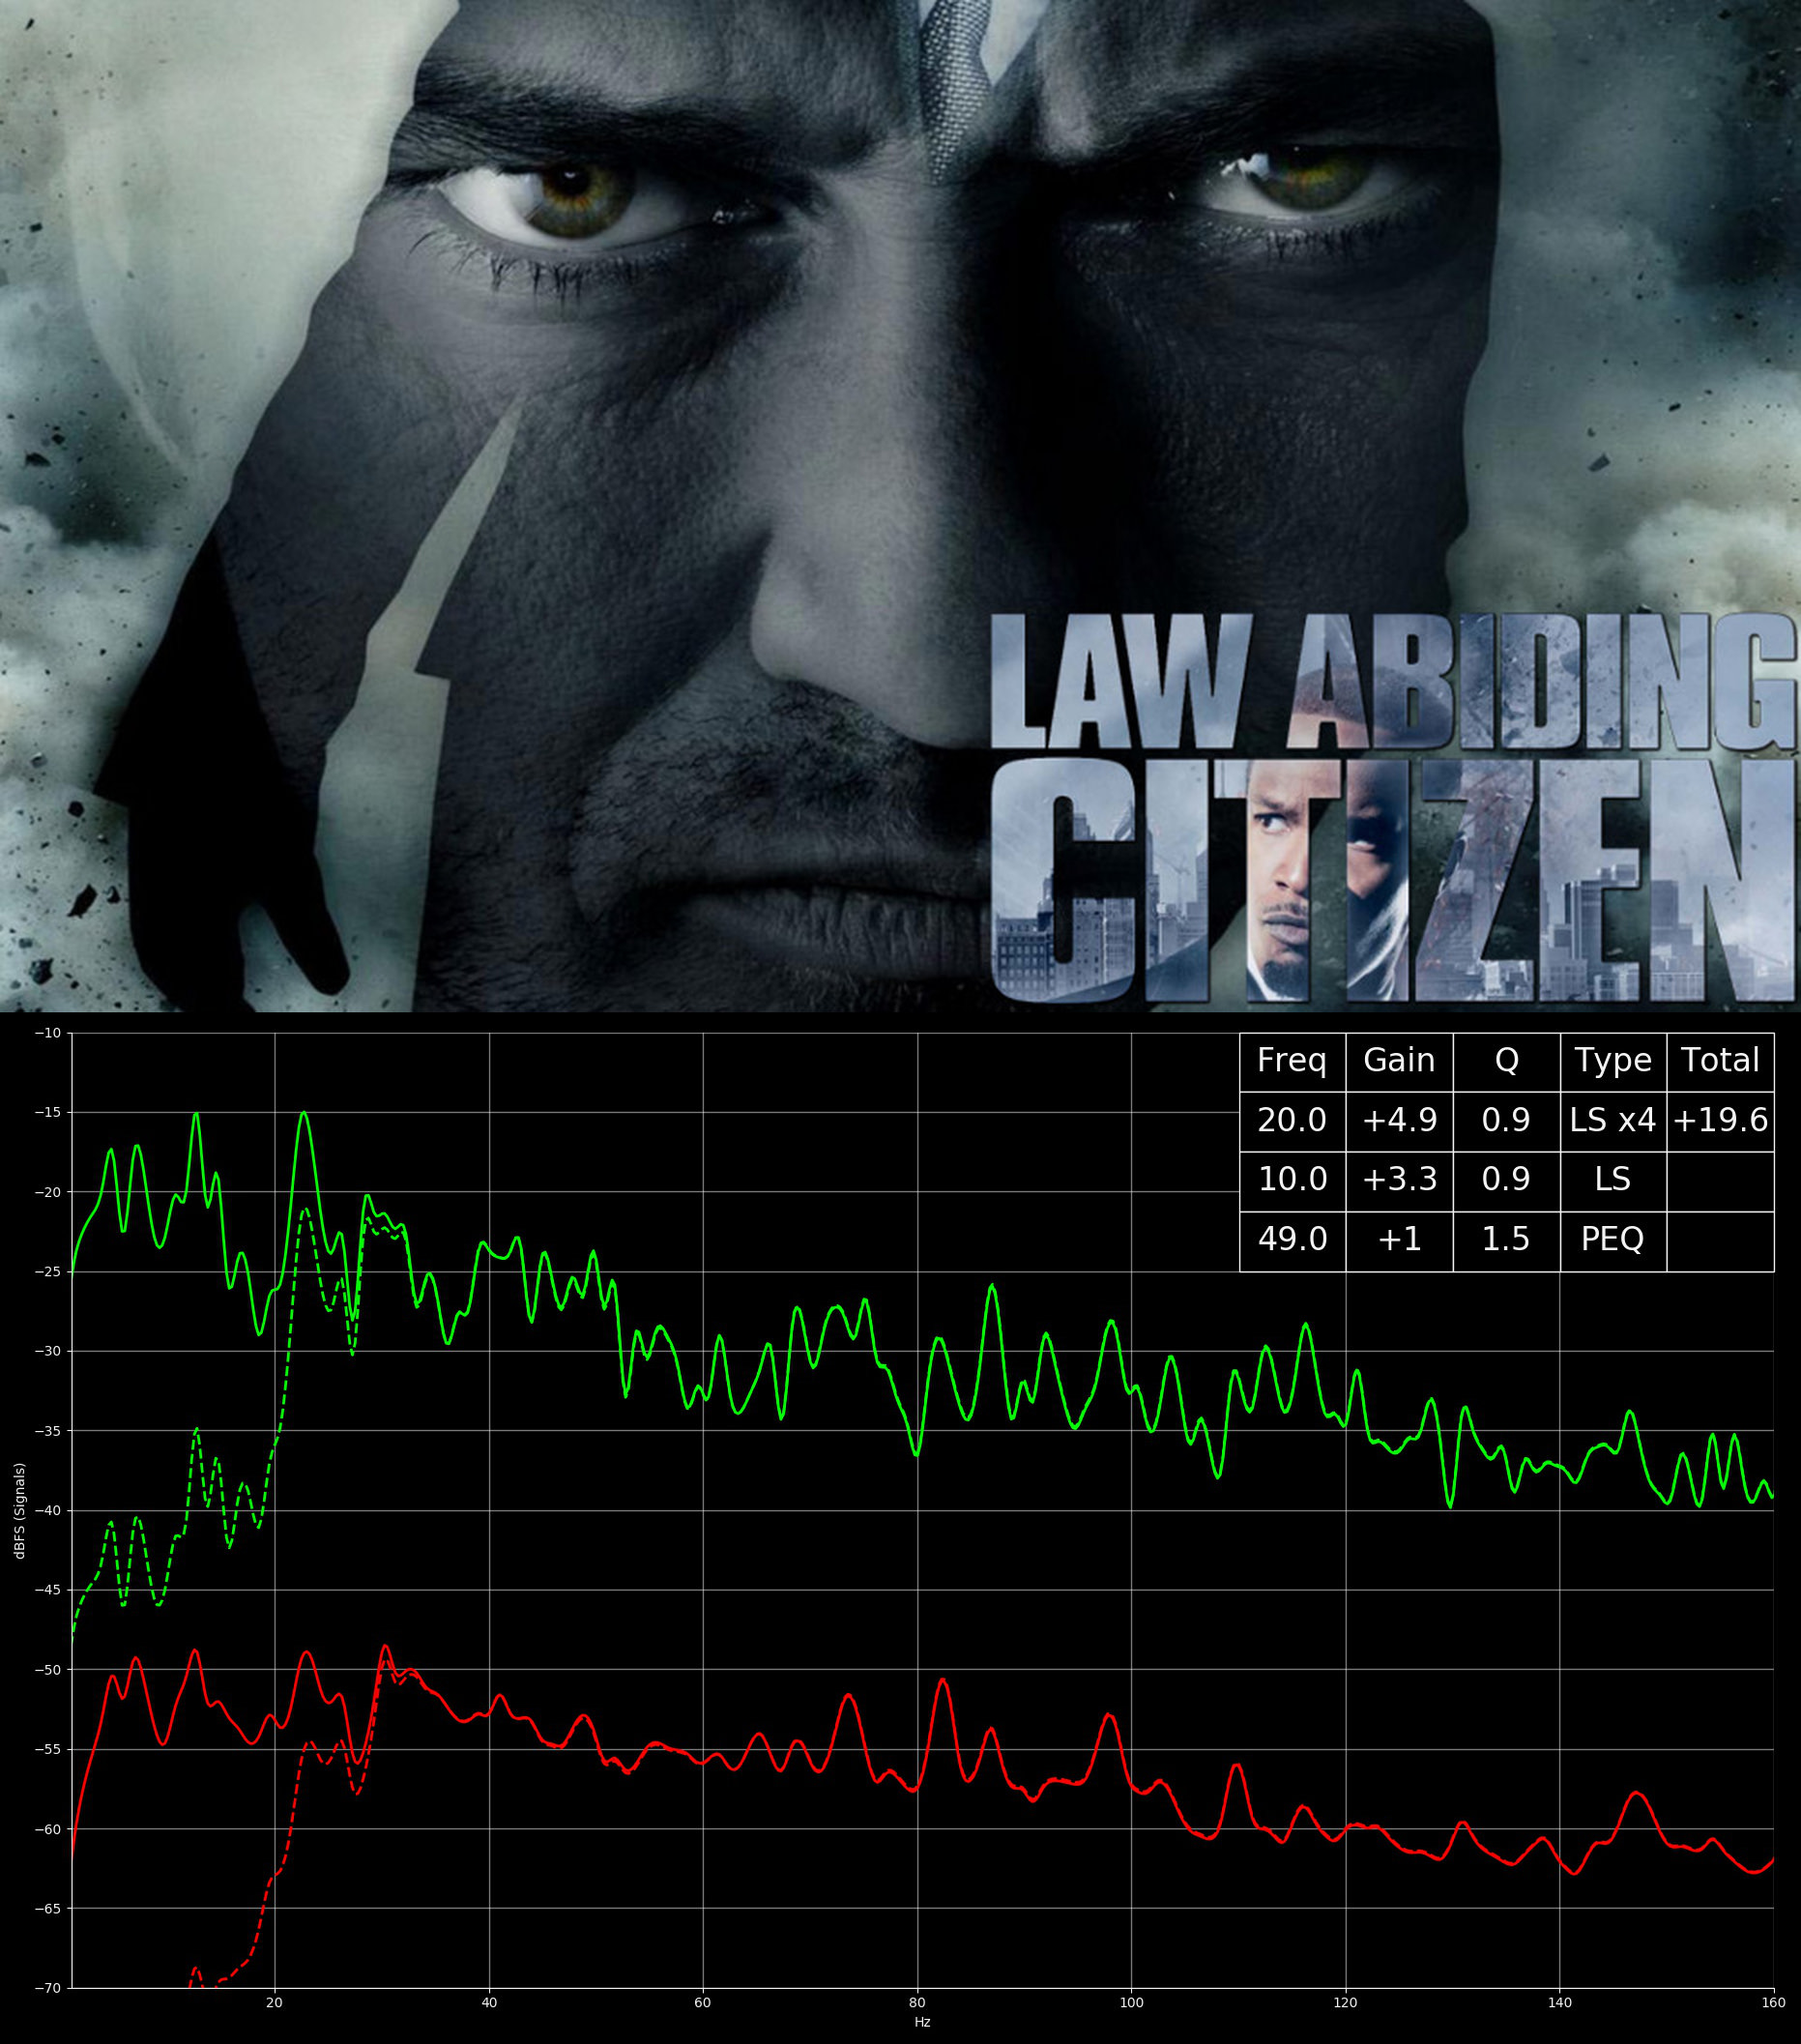 LAW ABIDING
CITIZEN
Freq Gain Q Type Total
20.0 +4.9 0.9 LS x4 +19.6
10.0 +3.3 0.9 LS
49.0 +1 1.5 PEQ
−10
−15
−20
−25
−30
−35
−40
−45
−50
−55
−60
−65
−70
dBFS (Signals)
20 40 60 80 100 120 140 160
Hz